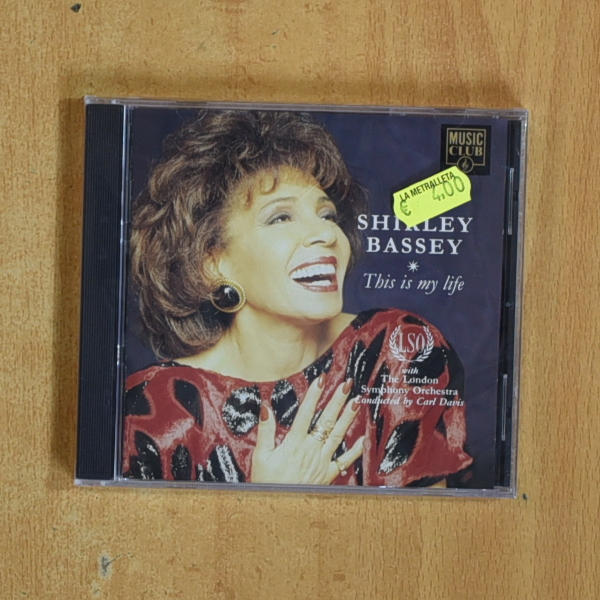 MUSIC
CLUB
LA METRALLETA
€ 4,00
SHIRLEY
BASSEY
This is my life
LSO
with
The London
Symphony Orchestra
Conducted by Carl Davis